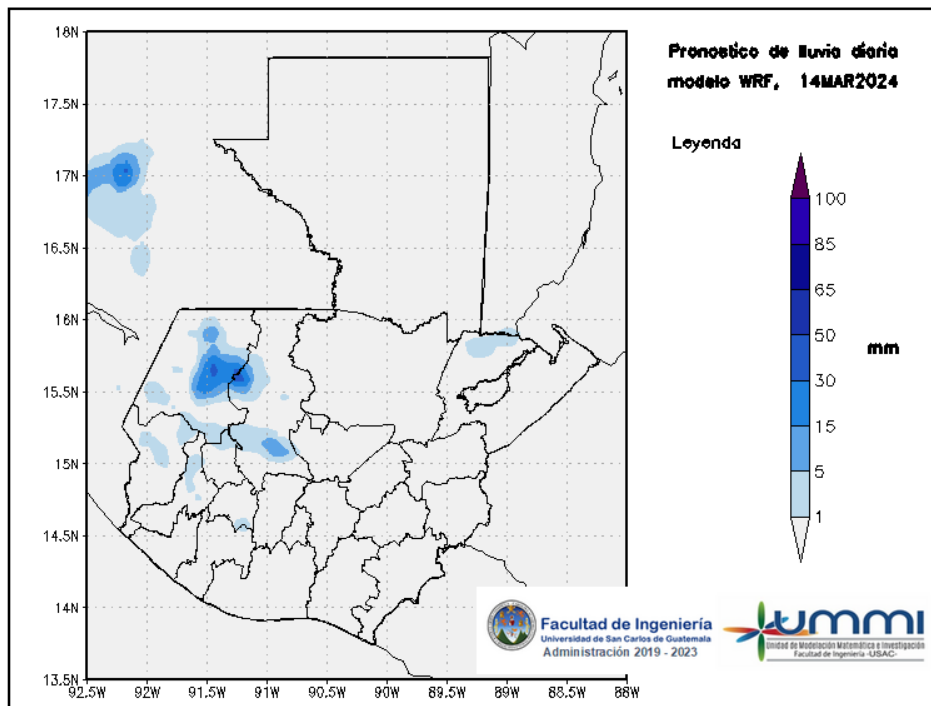 Pronostico de lluvia diaria
modelo WRF, 14MAR2024
Leyenda
100
85
65
50
30
15
5
1
mm
18N
17.5N
17N
16.5N
16N
15.5N
15N
14.5N
14N
13.5N
92.5W
92W
91.5W
91W
90.5W
90W
89.5W
89W
88.5W
88W
Facultad de Ingeniería
Universidad de San Carlos de Guatemala
Administración 2019 - 2023
ummi
Unidad de Modelación Matemática e Investigación
Facultad de Ingeniería -USAC-